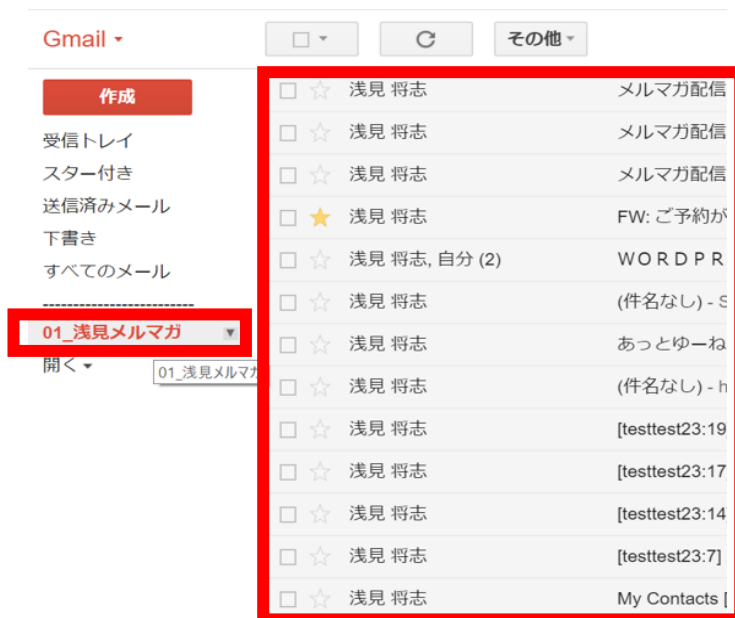 Gmail
その他
作成
受信トレイ
スター付き
送信済みメール
下書き
すべてのメール
------------------------
01_浅見メルマガ
開く
01_浅見メルマガ
浅見 将志 メルマガ配信
浅見 将志 メルマガ配信
浅見 将志 メルマガ配信
浅見 将志 FW: ご予約が
浅見 将志, 自分 (2) ＷＯＲＤＰＲ
浅見 将志 (件名なし) - S
浅見 将志 あっとゆーね
浅見 将志 (件名なし) - h
浅見 将志 [testtest23:19
浅見 将志 [testtest23:17
浅見 将志 [testtest23:14
浅見 将志 [testtest23:7]
浅見 将志 My Contacts [